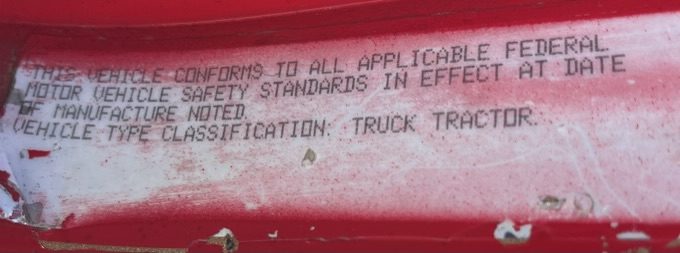 THIS VEHICLE CONFORMS TO ALL APPLICABLE FEDERAL
MOTOR VEHICLE SAFETY STANDARDS IN EFFECT AT DATE
OF MANUFACTURE NOTED.
VEHICLE TYPE CLASSIFICATION: TRUCK TRACTOR.